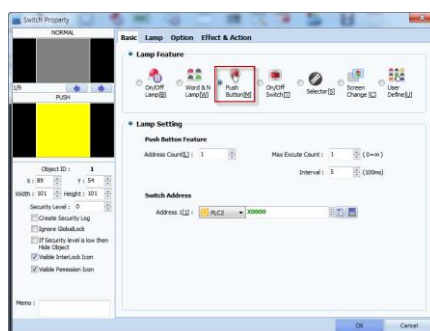 Switch Property
NORMAL
1/9
PUSH
Object ID : 1
X : 89 Y : 54
Width : 101 Height : 101
Security Level : 0
Create Security Log
Ignore GlobalLock
If Security level is low then
Hide Object
Visible InterLock Icon
Visible Permission Icon
Memo :
Basic Lamp Option Effect & Action
Lamp Feature
On/Off
Lamp[B]
Word & N
Lamp[W]
Push
Button[M]
On/Off
Switch[T]
Selector[S]
Screen
Change [C]
User
Define[U]
Lamp Setting
Push Button Feature
Address Count[L] : 1
Max Excute Count : 1 (0=∞)
Interval : 5 (100ms)
Switch Address
Address 1[1] : PLC2 X0000
OK Cancel